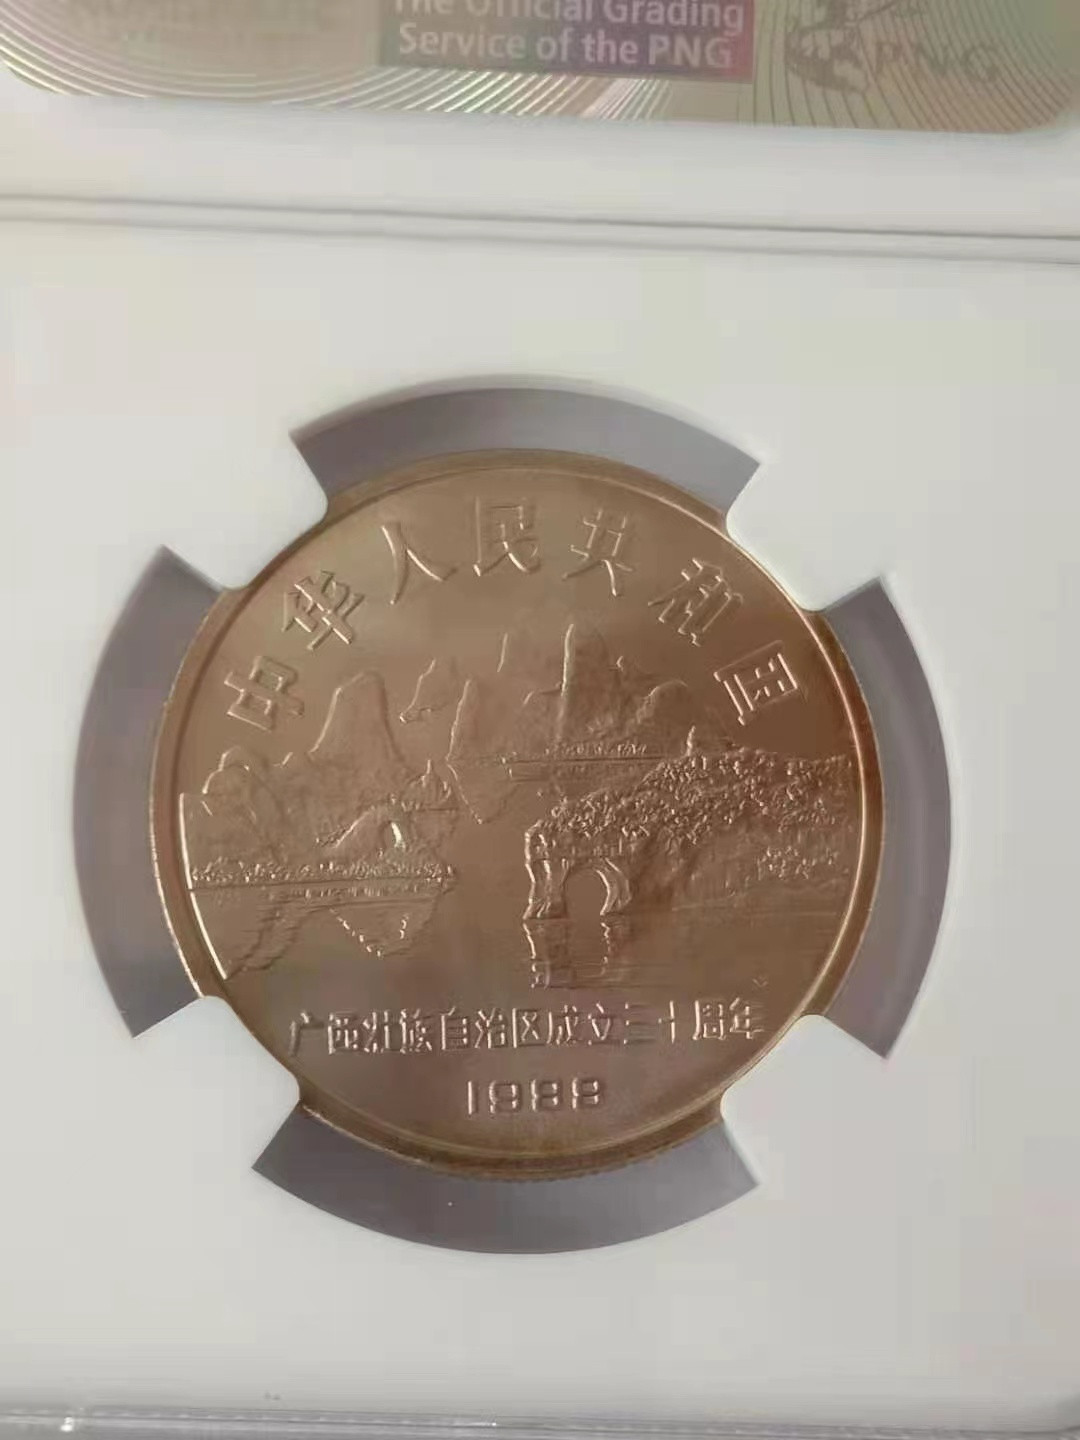 The Official Grading
Service of the PNG
PNG
中华人民共和国
广西壮族自治区成立三十周年
1988